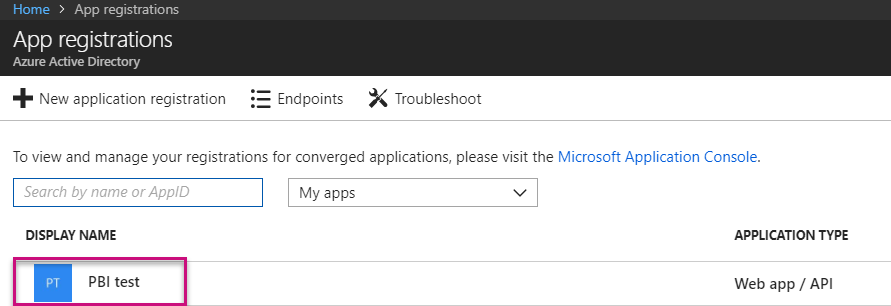 Home > App registrations
App registrations
Azure Active Directory
New application registration Endpoints Troubleshoot
To view and manage your registrations for converged applications, please visit the Microsoft Application Console.
Search by name or AppID My apps
DISPLAY NAME APPLICATION TYPE
PT PBI test Web app / API